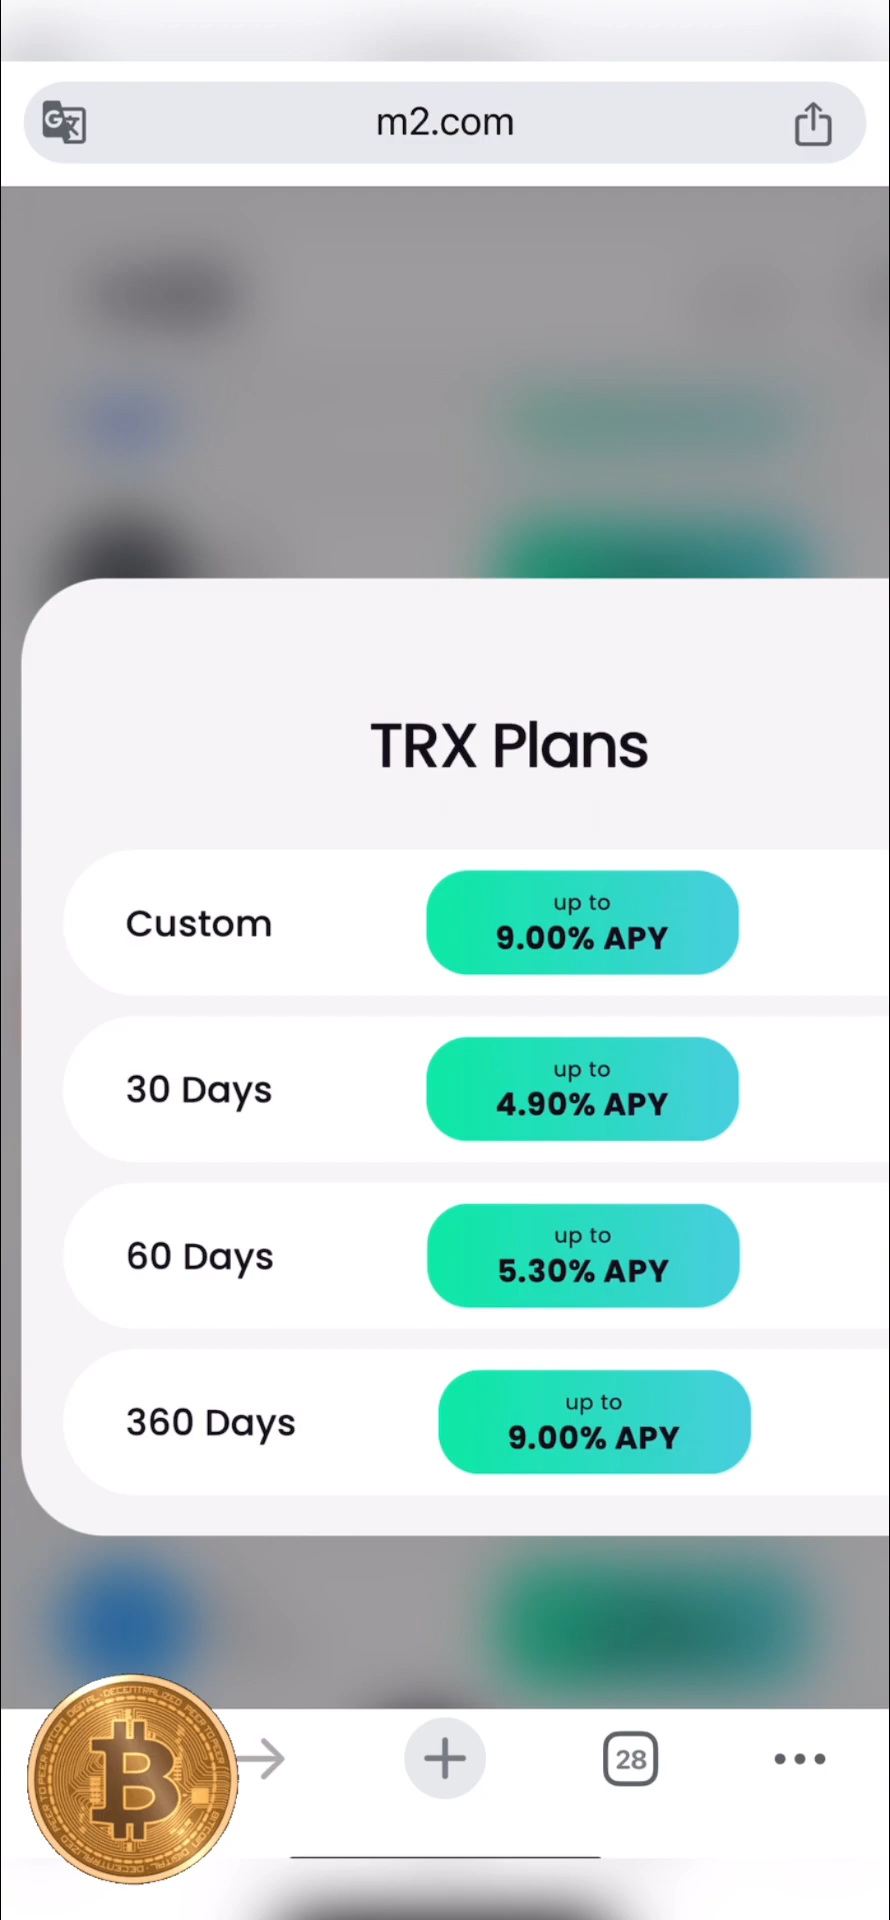 m2.com
TRX Plans
Custom
up to
9.00% APY
30 Days
up to
4.90% APY
60 Days
up to
5.30% APY
360 Days
up to
9.00% APY
28